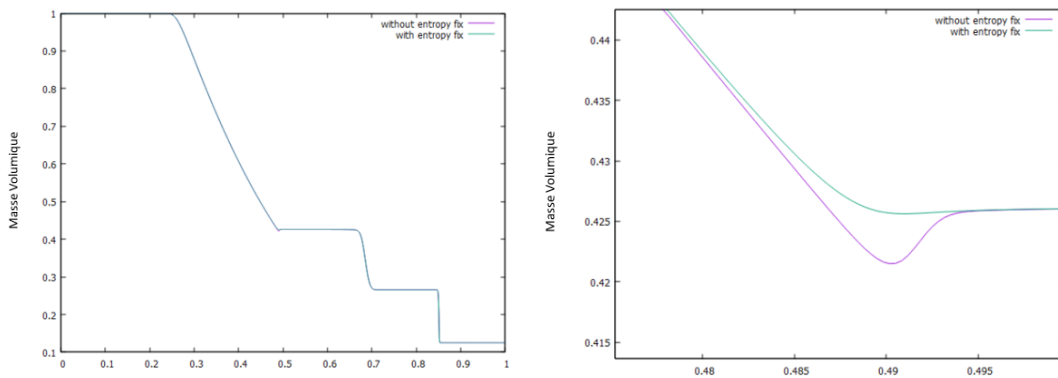 without entropy fix
with entropy fix
Masse Volumique
1
0.9
0.8
0.7
0.6
0.5
0.4
0.3
0.2
0.1
0 0.1 0.2 0.3 0.4 0.5 0.6 0.7 0.8 0.9 1
without entropy fix
with entropy fix
Masse Volumique
0.44
0.435
0.43
0.425
0.42
0.415
0.48 0.485 0.49 0.495